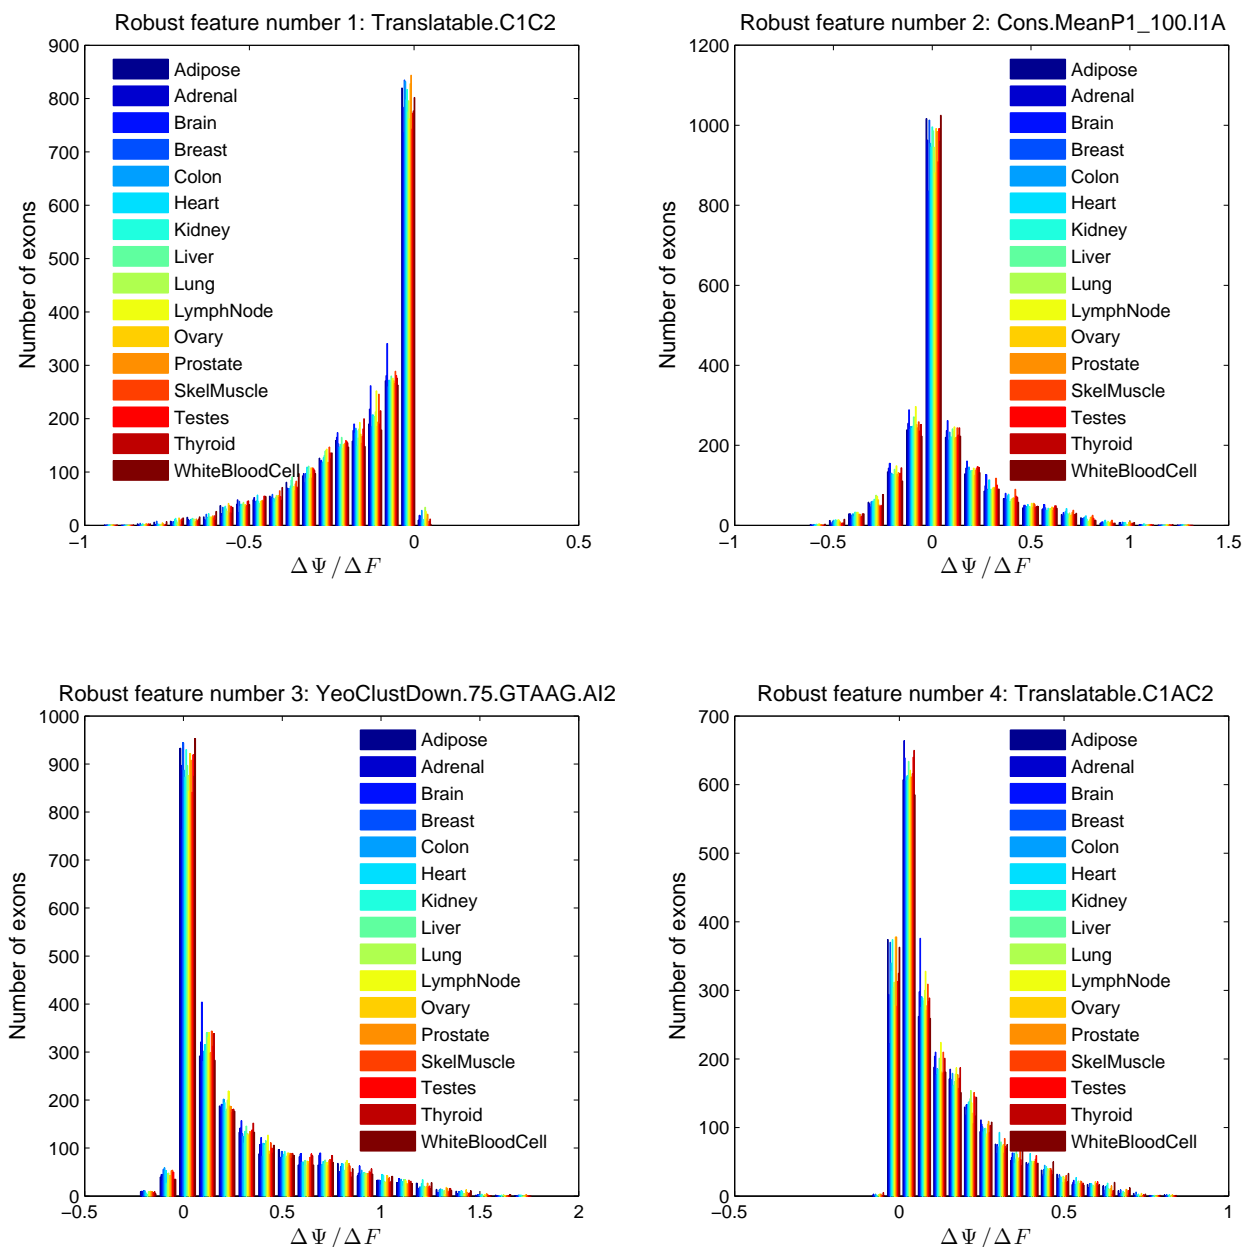 Robust feature number 1: Translatable.C1C2
900
800
700
600
500
400
300
200
100
0
Number of exons
Adipose
Adrenal
Brain
Breast
Colon
Heart
Kidney
Liver
Lung
LymphNode
Ovary
Prostate
SkelMuscle
Testes
Thyroid
WhiteBloodCell
−1 −0.5 0 0.5
ΔΨ/ΔF
Robust feature number 2: Cons.MeanP1_100.I1A
1200
1000
800
600
400
200
0
Number of exons
Adipose
Adrenal
Brain
Breast
Colon
Heart
Kidney
Liver
Lung
LymphNode
Ovary
Prostate
SkelMuscle
Testes
Thyroid
WhiteBloodCell
−1 −0.5 0 0.5 1 1.5
ΔΨ/ΔF
Robust feature number 3: YeoClustDown.75.GTAAG.AI2
1000
900
800
700
600
500
400
300
200
100
0
Number of exons
Adipose
Adrenal
Brain
Breast
Colon
Heart
Kidney
Liver
Lung
LymphNode
Ovary
Prostate
SkelMuscle
Testes
Thyroid
WhiteBloodCell
−0.5 0 0.5 1 1.5 2
ΔΨ/ΔF
Robust feature number 4: Translatable.C1AC2
700
600
500
400
300
200
100
0
Number of exons
Adipose
Adrenal
Brain
Breast
Colon
Heart
Kidney
Liver
Lung
LymphNode
Ovary
Prostate
SkelMuscle
Testes
Thyroid
WhiteBloodCell
−0.5 0 0.5 1
ΔΨ/ΔF